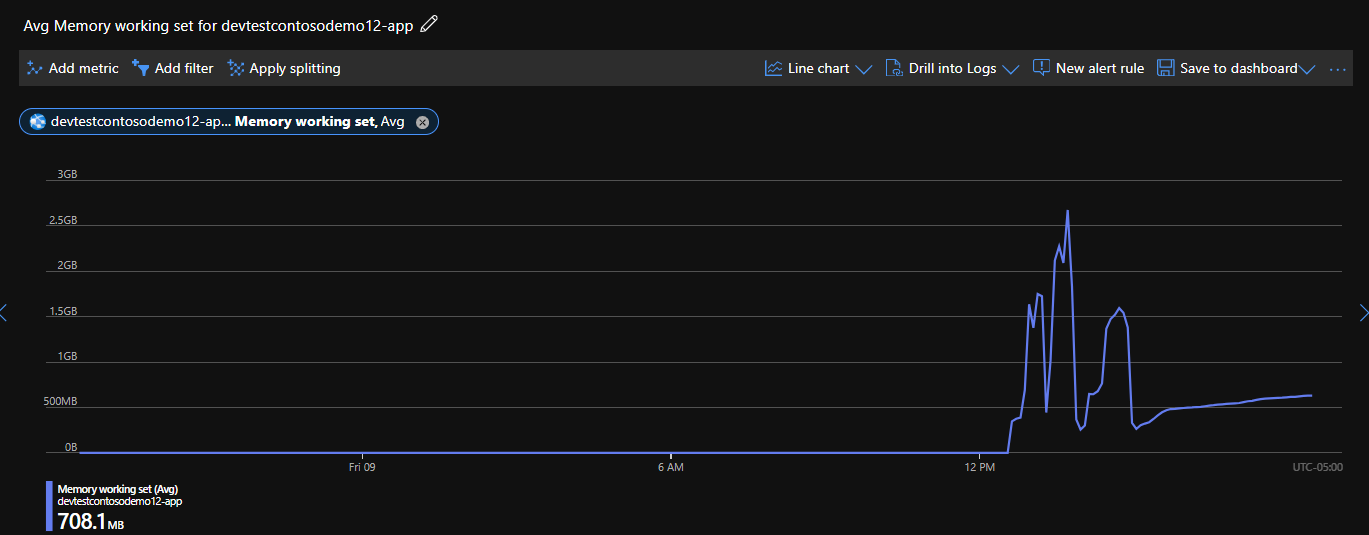 Avg Memory working set for devtestcontosodemo12-app
Add metric Add filter Apply splitting Line chart Drill into Logs New alert rule Save to dashboard ...
devtestcontosodemo12-ap... Memory working set, Avg
3GB
2.5GB
2GB
1.5GB
1GB
500MB
0B
Fri 09 6 AM 12 PM UTC-05:00
Memory working set (Avg)
devtestcontosodemo12-app
708.1 MB